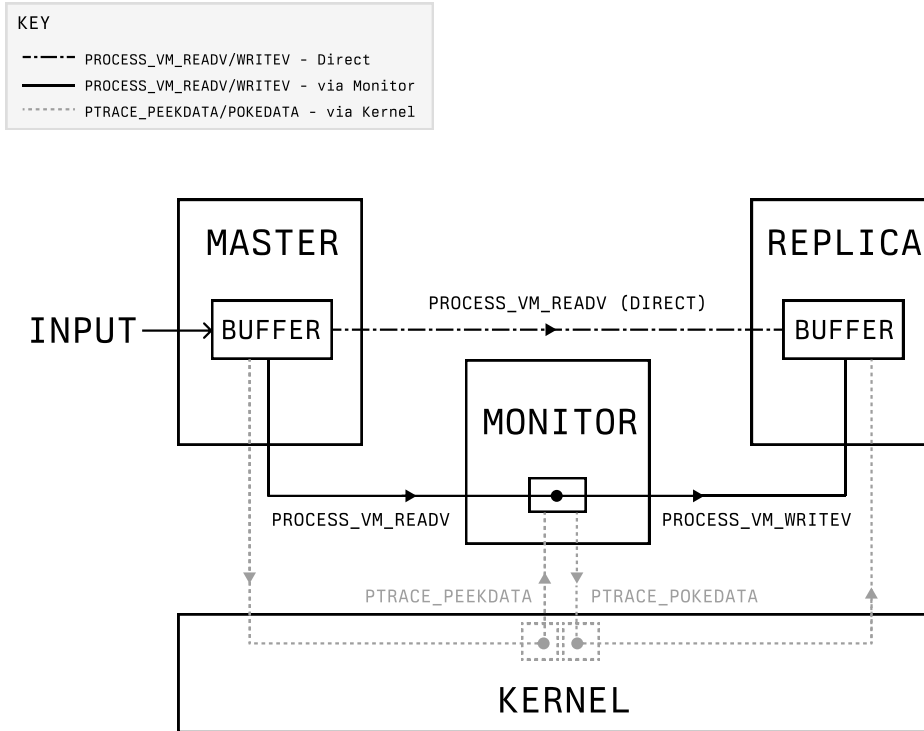 KEY
PROCESS_VM_READV/WRITEV - Direct
PROCESS_VM_READV/WRITEV - via Monitor
PTRACE_PEEKDATA/POKEDATA - via Kernel
MASTER
REPLICA
PROCESS_VM_READV (DIRECT)
INPUT
BUFFER
BUFFER
MONITOR
PROCESS_VM_READV
PROCESS_VM_WRITEV
PTRACE_PEEKDATA
PTRACE_POKEDATA
KERNEL